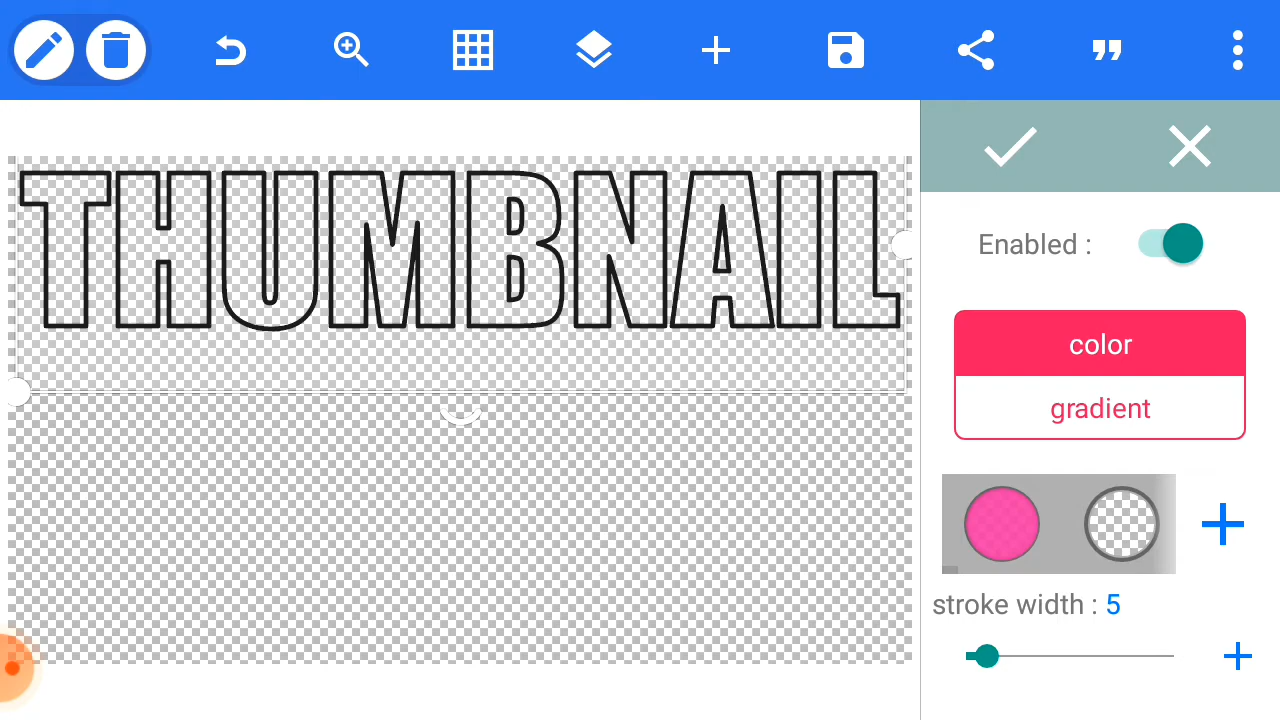 THUMBNAIL
Enabled :
color
gradient
stroke width : 5